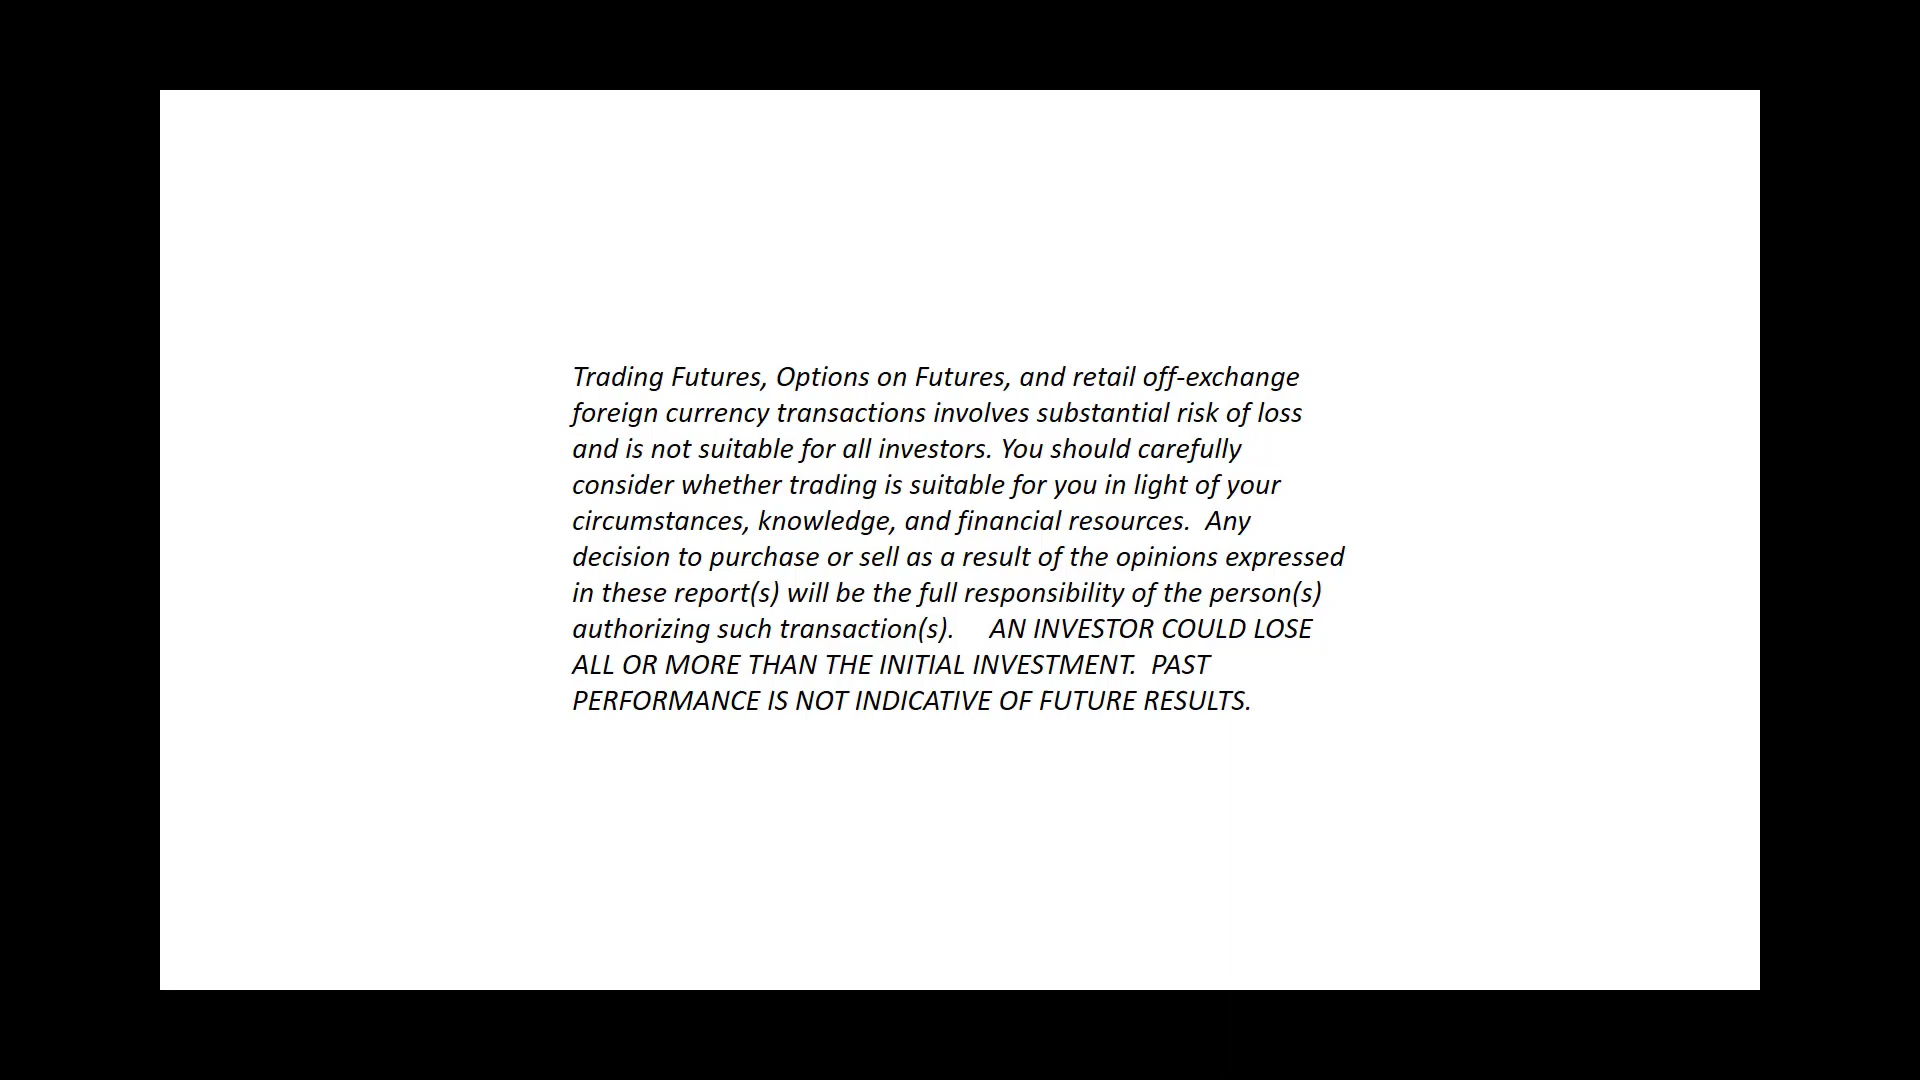 Trading Futures, Options on Futures, and retail off-exchange
foreign currency transactions involves substantial risk of loss
and is not suitable for all investors. You should carefully
consider whether trading is suitable for you in light of your
circumstances, knowledge, and financial resources.  Any
decision to purchase or sell as a result of the opinions expressed
in these report(s) will be the full responsibility of the person(s)
authorizing such transaction(s).     AN INVESTOR COULD LOSE
ALL OR MORE THAN THE INITIAL INVESTMENT.  PAST
PERFORMANCE IS NOT INDICATIVE OF FUTURE RESULTS.